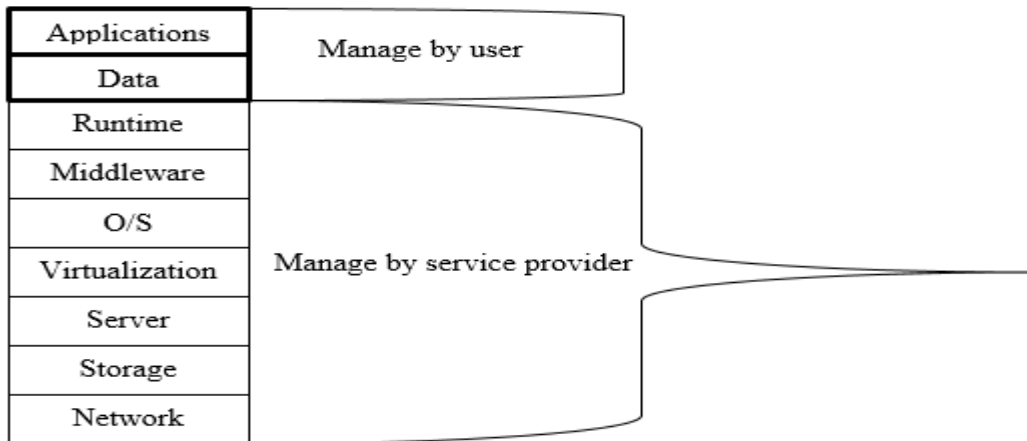 Applications
Manage by user
Data
Runtime
Middleware
O/S
Virtualization
Manage by service provider
Server
Storage
Network